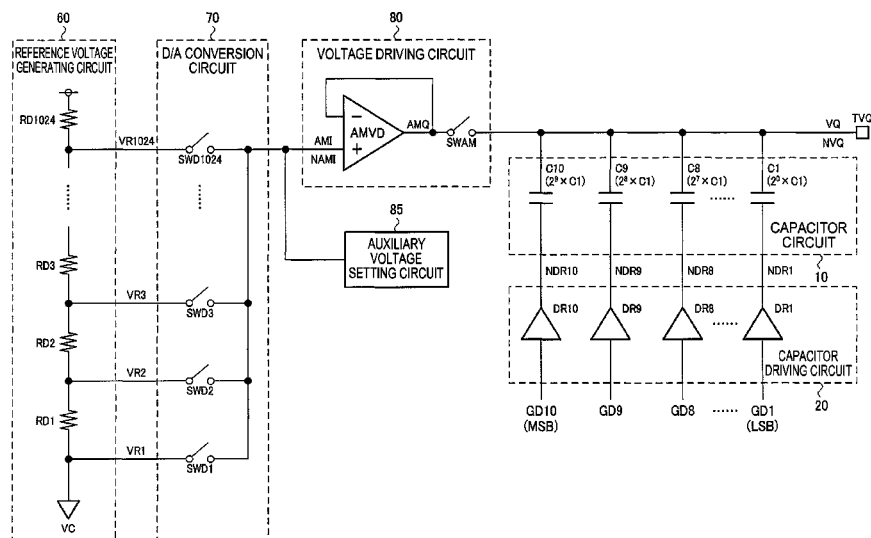 60
70
80
REFERENCE VOLTAGE
GENERATING CIRCUIT
D/A CONVERSION
CIRCUIT
VOLTAGE DRIVING CIRCUIT
RD1024
VR1024
SWD1024
AMI
NAMI
AMVD
AMQ
SWAM
VQ
NVQ
TVQ
C10
(2⁹×C1)
C9
(2⁸×C1)
C8
(2⁷×C1)
C1
(2⁰×C1)
CAPACITOR
CIRCUIT
10
85
AUXILIARY
VOLTAGE
SETTING CIRCUIT
RD3
VR3
SWD3
RD2
VR2
SWD2
RD1
VR1
SWD1
VC
NDR10
NDR9
NDR8
NDR1
DR10
DR9
DR8
DR1
CAPACITOR
DRIVING CIRCUIT
20
GD10
(MSB)
GD9
GD8
GD1
(LSB)